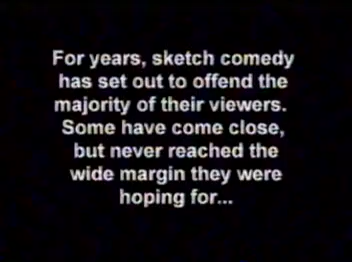 For years, sketch comedy
has set out to offend the
majority of their viewers.
Some have come close,
but never reached the
wide margin they were
hoping for...